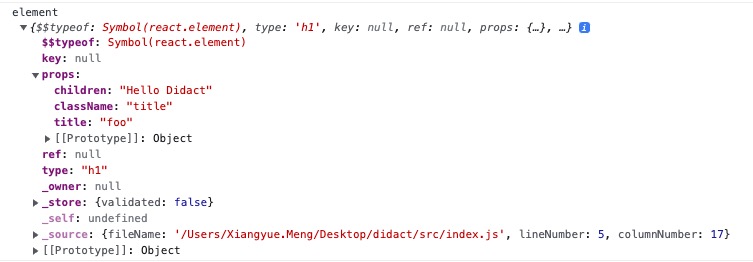 element
{$$typeof: Symbol(react.element), type: 'h1', key: null, ref: null, props: {…}, …} i
$$typeof: Symbol(react.element)
key: null
props:
children: "Hello Didact"
className: "title"
title: "foo"
[[Prototype]]: Object
ref: null
type: "h1"
_owner: null
_store: {validated: false}
_self: undefined
_source: {fileName: '/Users/Xiangyue.Meng/Desktop/didact/src/index.js', lineNumber: 5, columnNumber: 17}
[[Prototype]]: Object